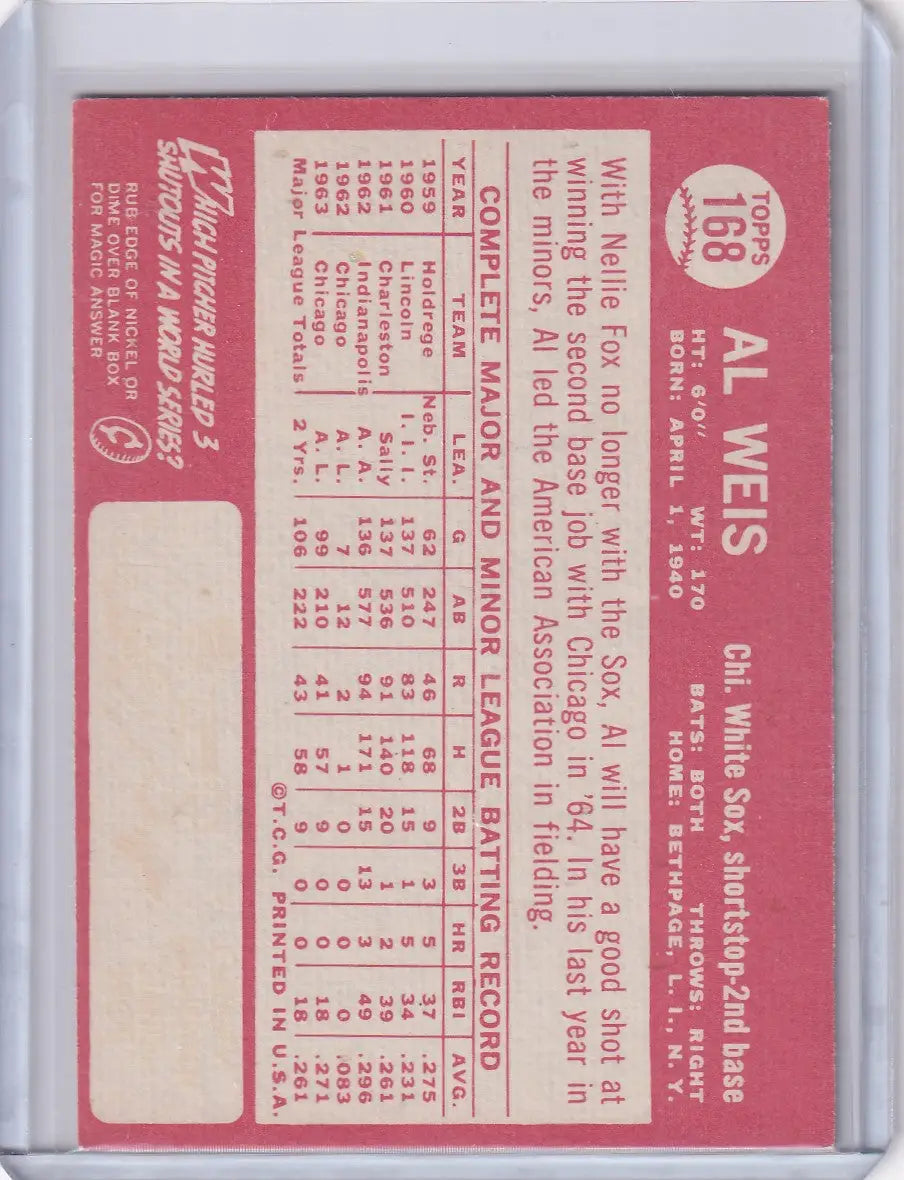 TOPPS
168
AL WEIS Chi. White Sox, shortstop-2nd base
HT: 6'0" WT: 170 BATS: BOTH THROWS: RIGHT
BORN: APRIL 1, 1940 HOME: BETHPAGE, L. I., N. Y.
With Nellie Fox no longer with the Sox, Al will have a good shot at
winning the second base job with Chicago in '64. In his last year in
the minors, Al led the American Association in fielding.
COMPLETE MAJOR AND MINOR LEAGUE BATTING RECORD
YEAR TEAM LEA. G AB R H 2B 3B HR RBI AVG.
1959 Holdrege Neb. St. 62 247 46 68 9 3 5 37 .275
1960 Lincoln I. I. I. 137 510 83 118 15 1 5 34 .231
1961 Charleston Sally 137 536 91 140 20 1 2 39 .261
1962 Indianapolis A. A. 136 577 94 171 15 13 3 49 .296
1962 Chicago A. L. 7 12 2 1 0 0 0 0 .083
1963 Chicago A. L. 99 210 41 57 9 0 0 18 .271
Major League Totals 2 Yrs. 106 222 43 58 9 0 0 18 .261
©T.C.G. PRINTED IN U.S.A.
WHICH PITCHER HURLED 3
SHUTOUTS IN A WORLD SERIES?
RUB EDGE OF NICKEL OR
DIME OVER BLANK BOX
FOR MAGIC ANSWER